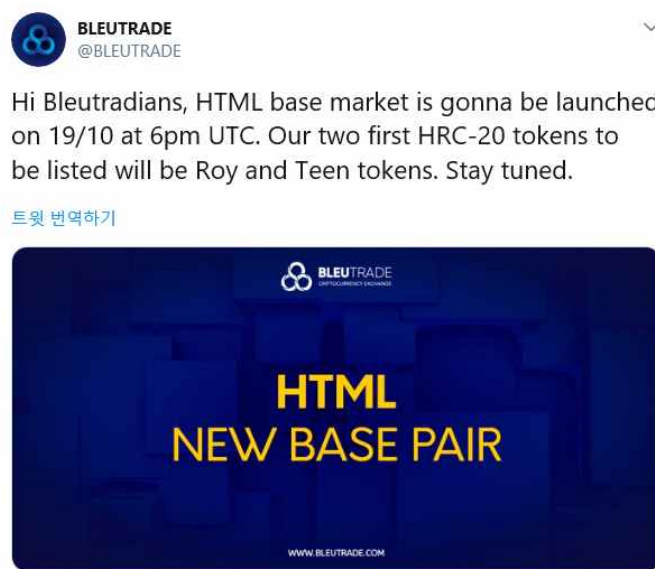 BLEUTRADE
@BLEUTRADE
Hi Bleutradians, HTML base market is gonna be launched
on 19/10 at 6pm UTC. Our two first HRC-20 tokens to
be listed will be Roy and Teen tokens. Stay tuned.
트윗 번역하기
BLEUTRADE
CRYPTOCURRENCY EXCHANGE
HTML
NEW BASE PAIR
WWW.BLEUTRADE.COM